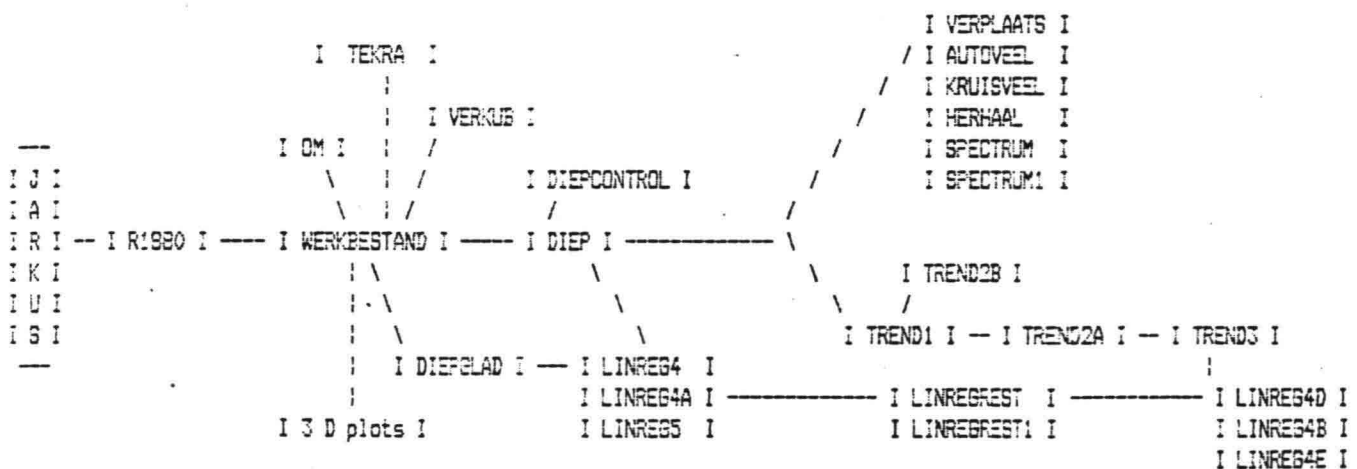 I VERPLAATS I
I TEKRA I / I AUTOVEEL I
/ I KRUISVEEL I
I VERKUB I / I HERHAAL I
--- I OM I / / I SPECTRUM I
I J I \ / I DIEPCONTROL I / I SPECTRUM1 I
I A I \ / / /
I R I -- I R1980 I ---- I WERKBESTAND I ---- I DIEP I ------------- \
I K I \ \ \ I TREND2B I
I U I \ \ \ /
I S I \ \ I TREND1 I -- I TREND2A I -- I TREND3 I
--- I DIEPGLAD I --- I LINREG4 I
I LINREG4A I ------------- I LINREGREST I ----------- I LINREG4D I
I 3 D plots I I LINREG5 I I LINREGREST1 I I LINREG4B I
I LINREG4E I